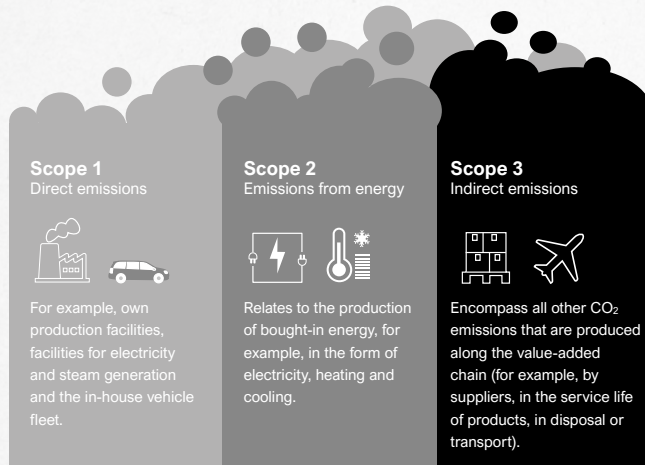 Scope 1
Direct emissions
For example, own
production facilities,
facilities for electricity
and steam generation
and the in-house vehicle
fleet.
Scope 2
Emissions from energy
Relates to the production
of bought-in energy, for
example, in the form of
electricity, heating and
cooling.
Scope 3
Indirect emissions
Encompass all other CO₂
emissions that are produced
along the value-added
chain (for example, by
suppliers, in the service life
of products, in disposal or
transport).